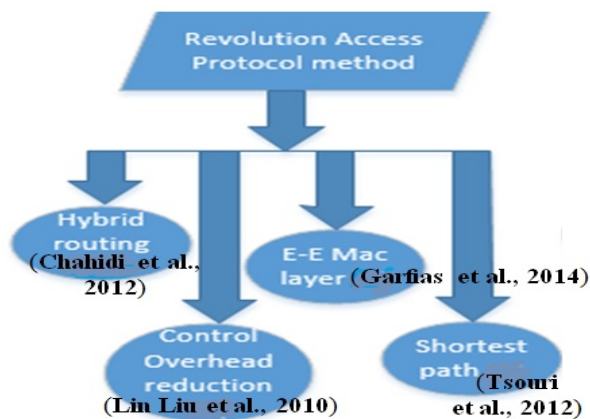 Revolution Access
Protocol method
Hybrid
routing
(Chahidi et al.,
2012)
E-E Mac
layer
(Garfias et al., 2014)
Control
Overhead
reduction
(Lin Liu et al., 2010)
Shortest
path
(Tsouri
et al., 2012)